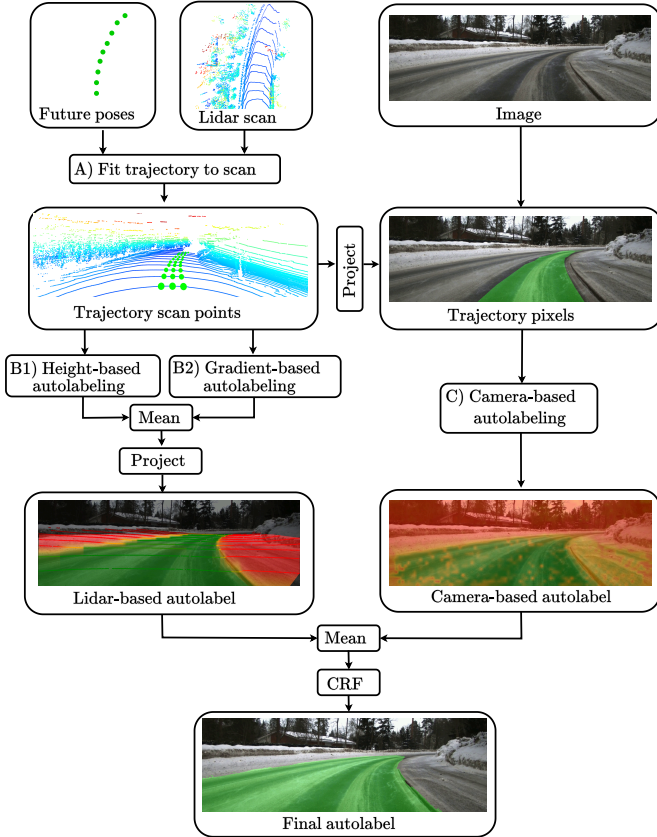 Future poses
Lidar scan
Image
A) Fit trajectory to scan
Project
Trajectory scan points
Trajectory pixels
B1) Height-based
autolabeling
B2) Gradient-based
autolabeling
C) Camera-based
autolabeling
Mean
Project
Lidar-based autolabel
Camera-based autolabel
Mean
CRF
Final autolabel